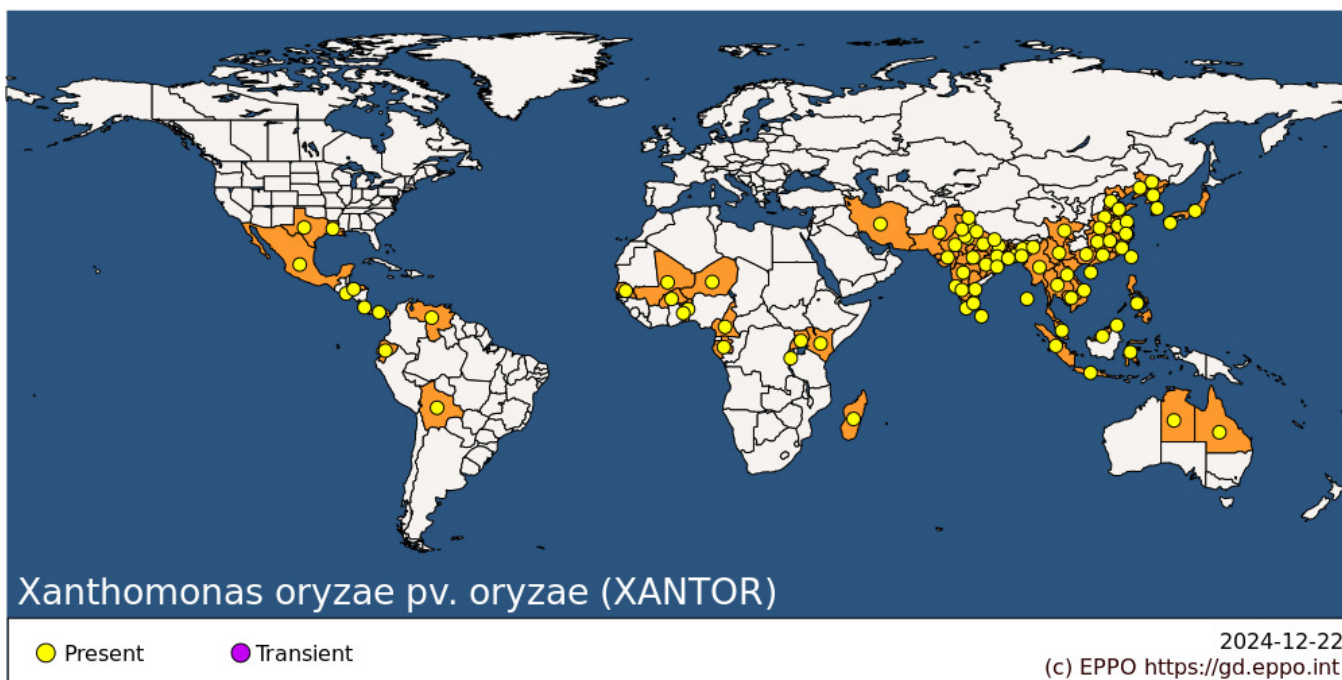 Xanthomonas oryzae pv. oryzae (XANTOR)
Present
Transient
2024-12-22
(c) EPPO https://gd.eppo.int